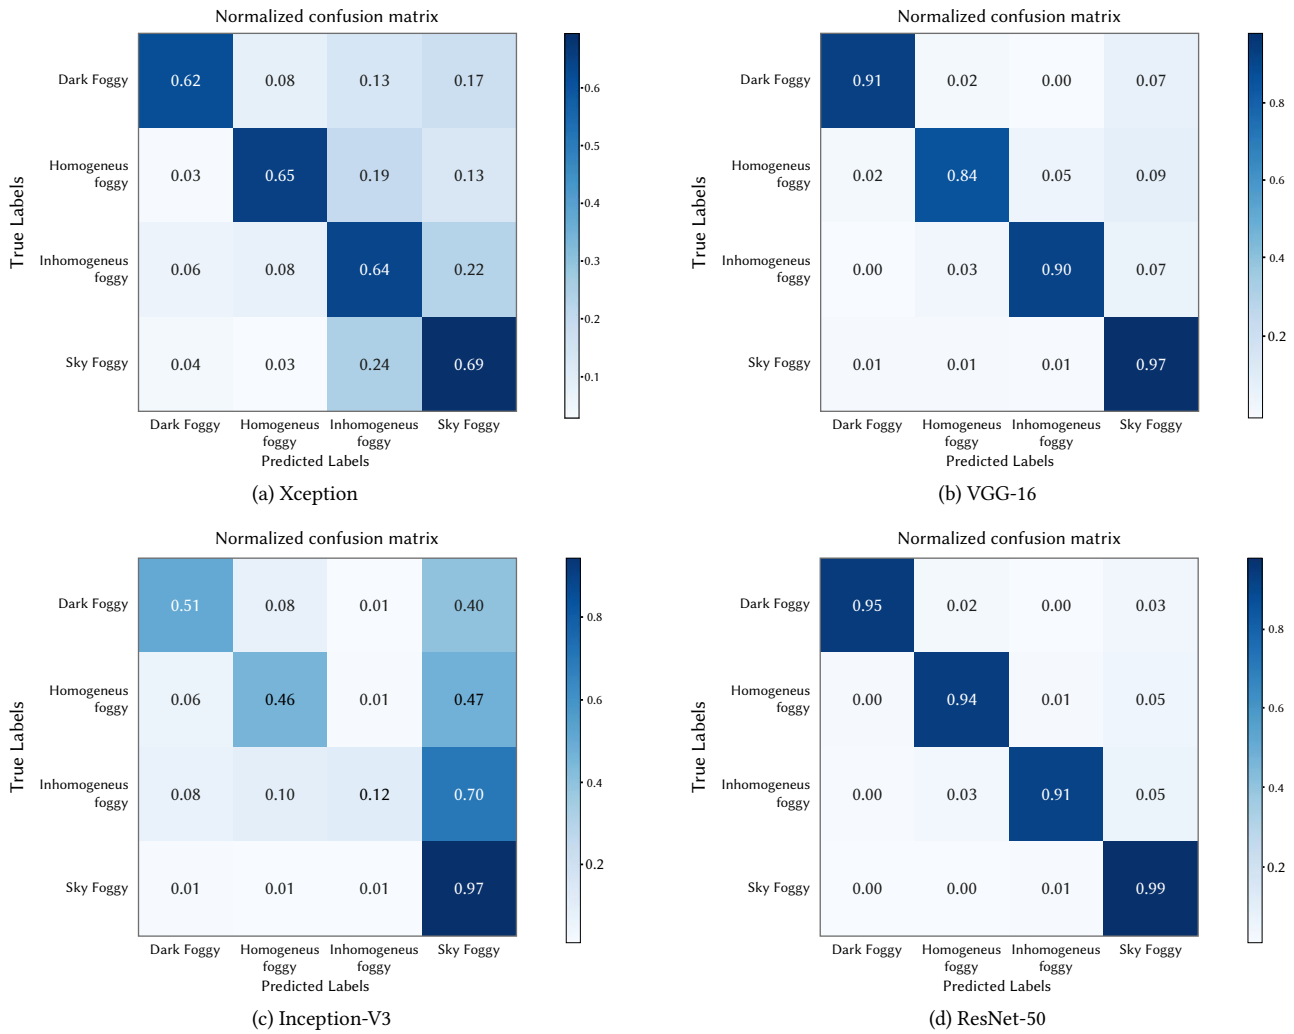 Normalized confusion matrix
True Labels
Dark Foggy
0.62 0.08 0.13 0.17
Homogeneus
foggy
0.03 0.65 0.19 0.13
Inhomogeneus
foggy
0.06 0.08 0.64 0.22
Sky Foggy
0.04 0.03 0.24 0.69
0.6
0.5
0.4
0.3
0.2
0.1
Dark Foggy Homogeneus Inhomogeneus Sky Foggy
foggy foggy
Predicted Labels
(a) Xception
Normalized confusion matrix
True Labels
Dark Foggy
0.91 0.02 0.00 0.07
Homogeneus
foggy
0.02 0.84 0.05 0.09
Inhomogeneus
foggy
0.00 0.03 0.90 0.07
Sky Foggy
0.01 0.01 0.01 0.97
0.8
0.6
0.4
0.2
Dark Foggy Homogeneus Inhomogeneus Sky Foggy
foggy foggy
Predicted Labels
(b) VGG-16
Normalized confusion matrix
True Labels
Dark Foggy
0.51 0.08 0.01 0.40
Homogeneus
foggy
0.06 0.46 0.01 0.47
Inhomogeneus
foggy
0.08 0.10 0.12 0.70
Sky Foggy
0.01 0.01 0.01 0.97
0.8
0.6
0.4
0.2
Dark Foggy Homogeneus Inhomogeneus Sky Foggy
foggy foggy
Predicted Labels
(c) Inception-V3
Normalized confusion matrix
True Labels
Dark Foggy
0.95 0.02 0.00 0.03
Homogeneus
foggy
0.00 0.94 0.01 0.05
Inhomogeneus
foggy
0.00 0.03 0.91 0.05
Sky Foggy
0.00 0.00 0.01 0.99
0.8
0.6
0.4
0.2
Dark Foggy Homogeneus Inhomogeneus Sky Foggy
foggy foggy
Predicted Labels
(d) ResNet-50